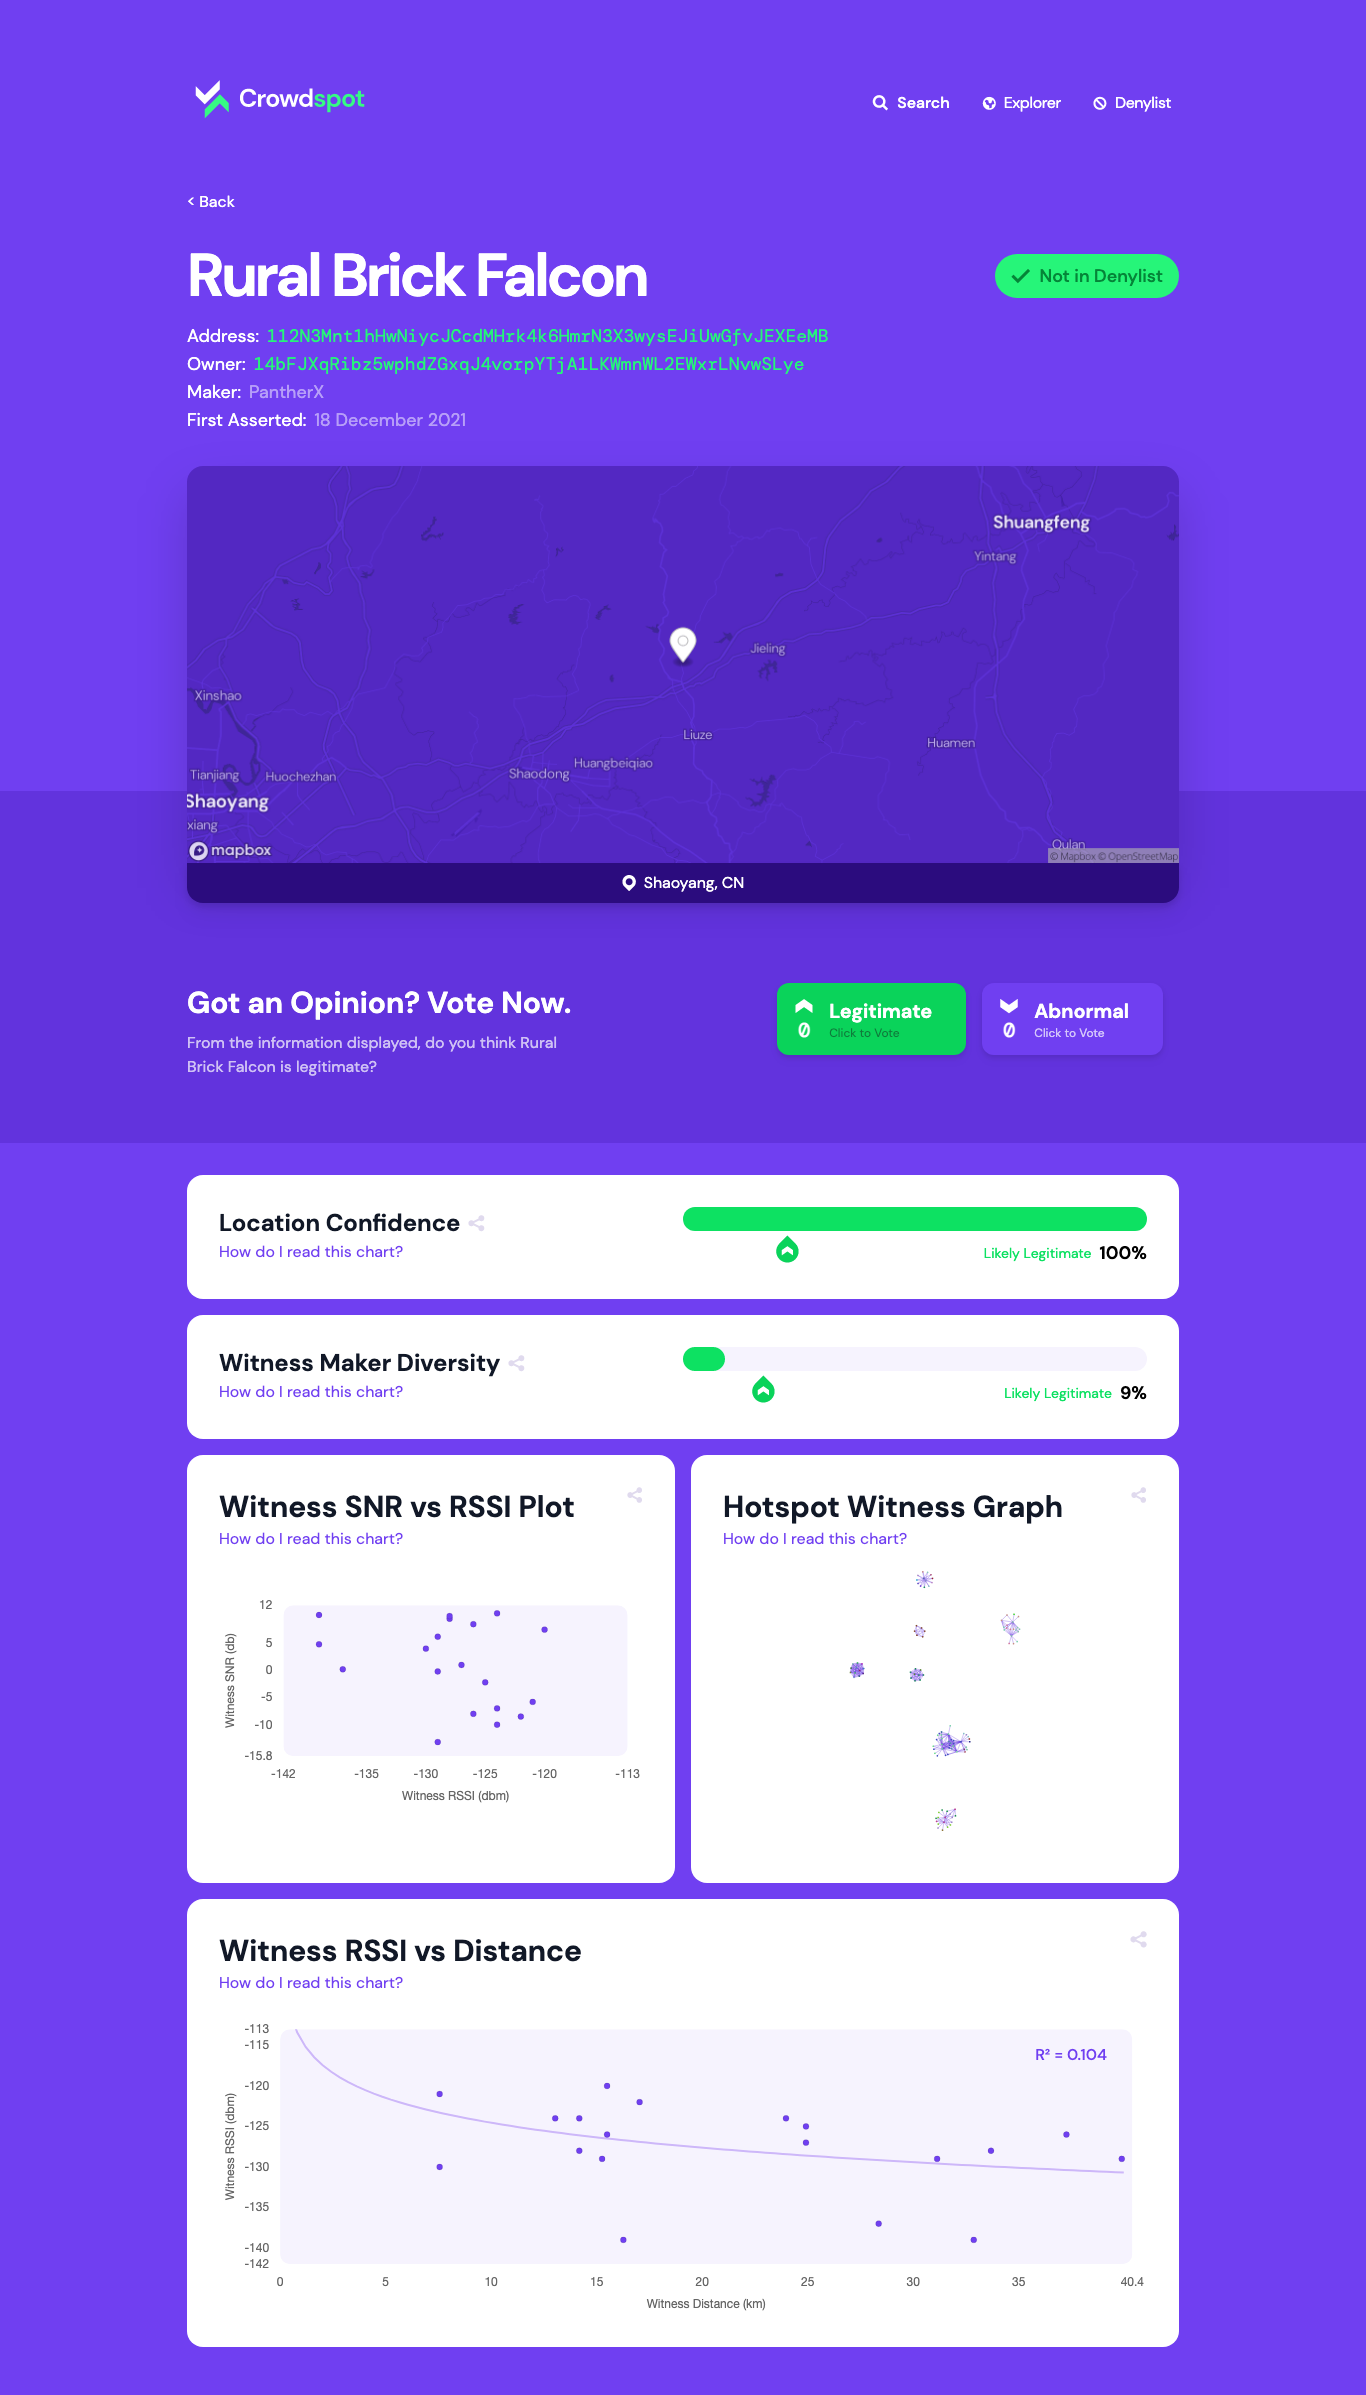 Crowdspot
Search
Explorer
Denylist
< Back
Rural Brick Falcon
Not in Denylist
Address: 112N3Mnt1hHwNiycJCcdMHrk4k6HmrN3X3wysEJiUwGfvJEXEeMB
Owner: 14bFJXqRibz5wphdZGxqJ4vorpYTjA1LKWmnWL2EWxrLNvwSLye
Maker: PantherX
First Asserted: 18 December 2021
Shuangfeng
Yintang
Jieling
Xinshao
Liuze
Huamen
Huangbeiqiao
Shaodong
Tianjiang
Huochezhan
Shaoyang
xiang
Qulan
mapbox
© Mapbox © OpenStreetMap
Shaoyang, CN
Got an Opinion? Vote Now.
From the information displayed, do you think Rural
Brick Falcon is legitimate?
0
Legitimate
Click to Vote
0
Abnormal
Click to Vote
Location Confidence
How do I read this chart?
Likely Legitimate 100%
Witness Maker Diversity
How do I read this chart?
Likely Legitimate 9%
Witness SNR vs RSSI Plot
How do I read this chart?
12
5
0
-5
-10
-15.8
Witness SNR (db)
-142 -135 -130 -125 -120 -113
Witness RSSI (dbm)
Hotspot Witness Graph
How do I read this chart?
Witness RSSI vs Distance
How do I read this chart?
-113
-115
-120
-125
-130
-135
-140
-142
Witness RSSI (dbm)
R² = 0.104
0 5 10 15 20 25 30 35 40.4
Witness Distance (km)